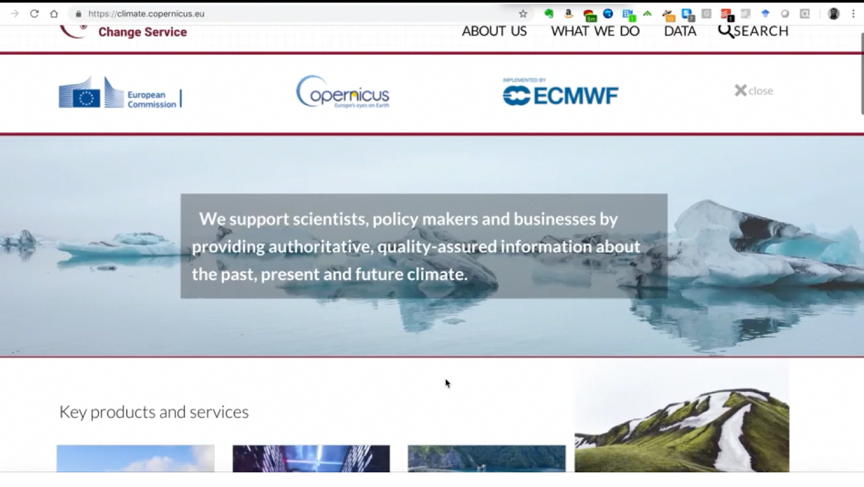 https://climate.copernicus.eu
Change Service
ABOUT US WHAT WE DO DATA SEARCH
European
Commission
Copernicus
Europe's eyes on Earth
IMPLEMENTED BY
ECMWF
close
We support scientists, policy makers and businesses by
providing authoritative, quality-assured information about
the past, present and future climate.
Key products and services